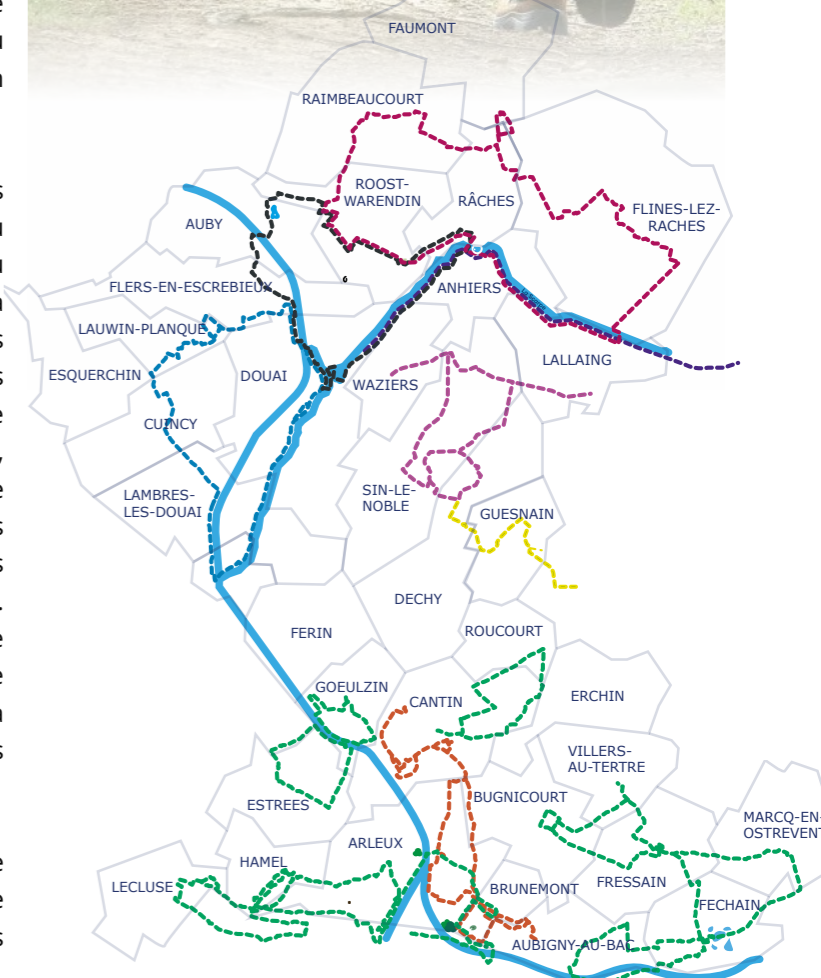 FAUMONT
RAIMBEAUCOURT
ROOST-
WARENDIN
RÂCHES
FLINES-LEZ-
RACHES
AUBY
FLERS-EN-ESCREBIEUX
ANHIERS
LAUWIN-PLANQUE
LALLAING
ESQUERCHIN
DOUAI
WAZIERS
CUINCY
LAMBRES-
LES-DOUAI
SIN-LE-
NOBLE
GUESNAIN
DECHY
FERIN
ROUCOURT
GOEULZIN
CANTIN
ERCHIN
VILLERS-
AU-TERTRE
ESTREES
BUGNICOURT
MARCQ-EN-
OSTREVENT
ARLEUX
HAMEL
LECLUSE
BRUNEMONT
FRESSAIN
FECHAIN
AUBIGNY-AU-BAC